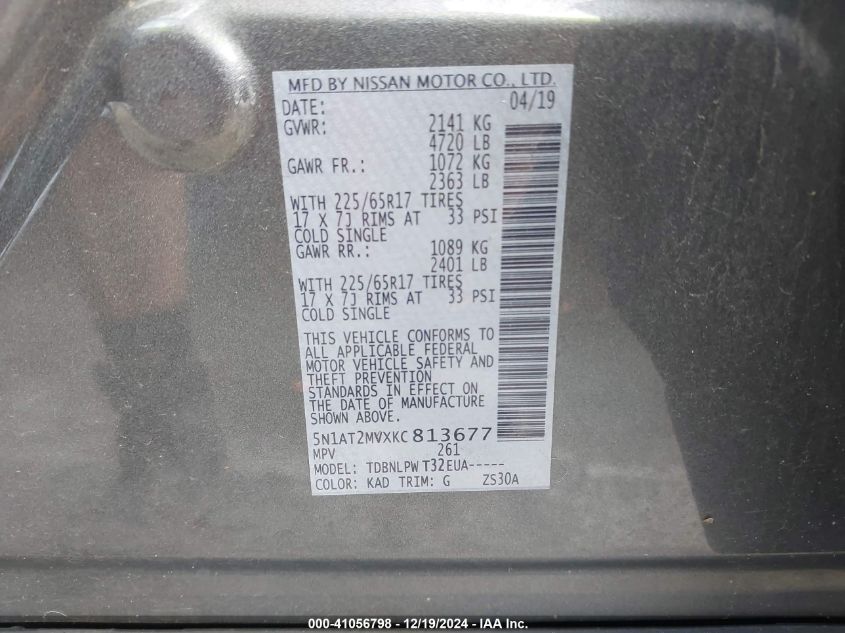 MFD BY NISSAN MOTOR CO., LTD.
DATE: 04/19
GVWR: 2141 KG
4720 LB
GAWR FR.: 1072 KG
2363 LB
WITH 225/65R17 TIRES
17 X 7J RIMS AT 33 PSI
COLD SINGLE
GAWR RR.: 1089 KG
2401 LB
WITH 225/65R17 TIRES
17 X 7J RIMS AT 33 PSI
COLD SINGLE
THIS VEHICLE CONFORMS TO
ALL APPLICABLE FEDERAL
MOTOR VEHICLE SAFETY AND
THEFT PREVENTION
STANDARDS IN EFFECT ON
THE DATE OF MANUFACTURE
SHOWN ABOVE.
5N1AT2MVXKC813677
MPV 261
MODEL: TDBNLPW T32EUA-----
COLOR: KAD TRIM: G ZS30A
000-41056798 - 12/19/2024 - IAA Inc.